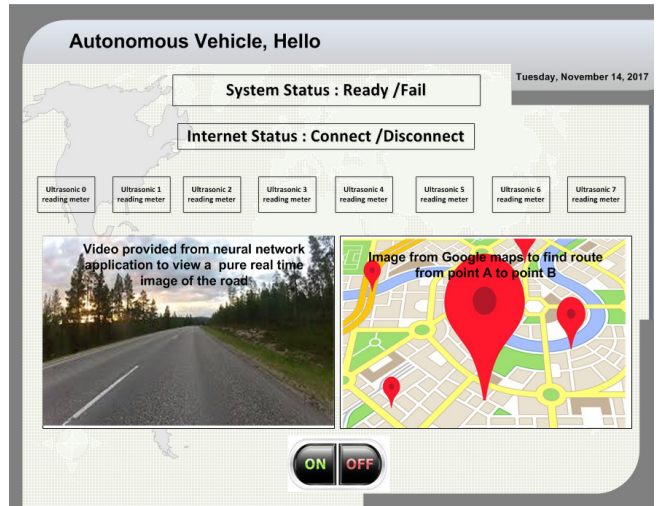 Autonomous Vehicle, Hello
Tuesday, November 14, 2017
System Status : Ready /Fail
Internet Status : Connect /Disconnect
Ultrasonic 0
reading meter
Ultrasonic 1
reading meter
Ultrasonic 2
reading meter
Ultrasonic 3
reading meter
Ultrasonic 4
reading meter
Ultrasonic 5
reading meter
Ultrasonic 6
reading meter
Ultrasonic 7
reading meter
Video provided from neural network
application to view a pure real time
image of the road
Image from Google maps to find route
from point A to point B
ON OFF